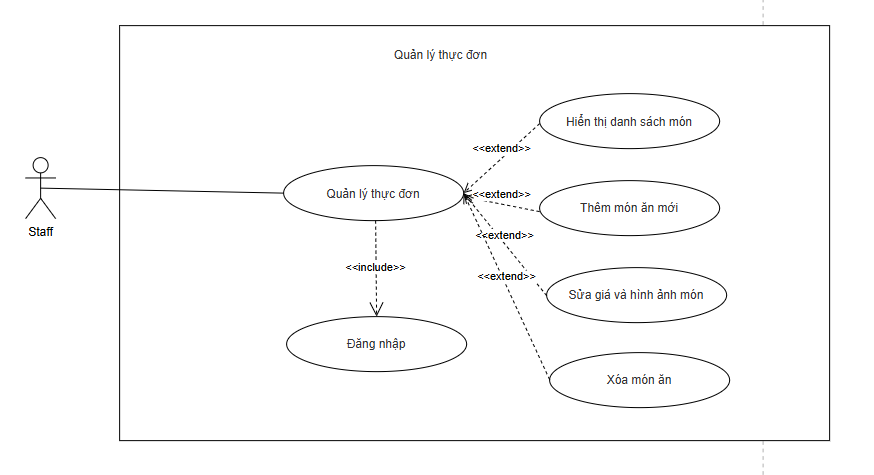 Quản lý thực đơn
Hiển thị danh sách món
<<extend>>
Quản lý thực đơn
<<extend>>
Thêm món ăn mới
Staff
<<extend>>
<<include>>
<<extend>>
Sửa giá và hình ảnh món
Đăng nhập
Xóa món ăn